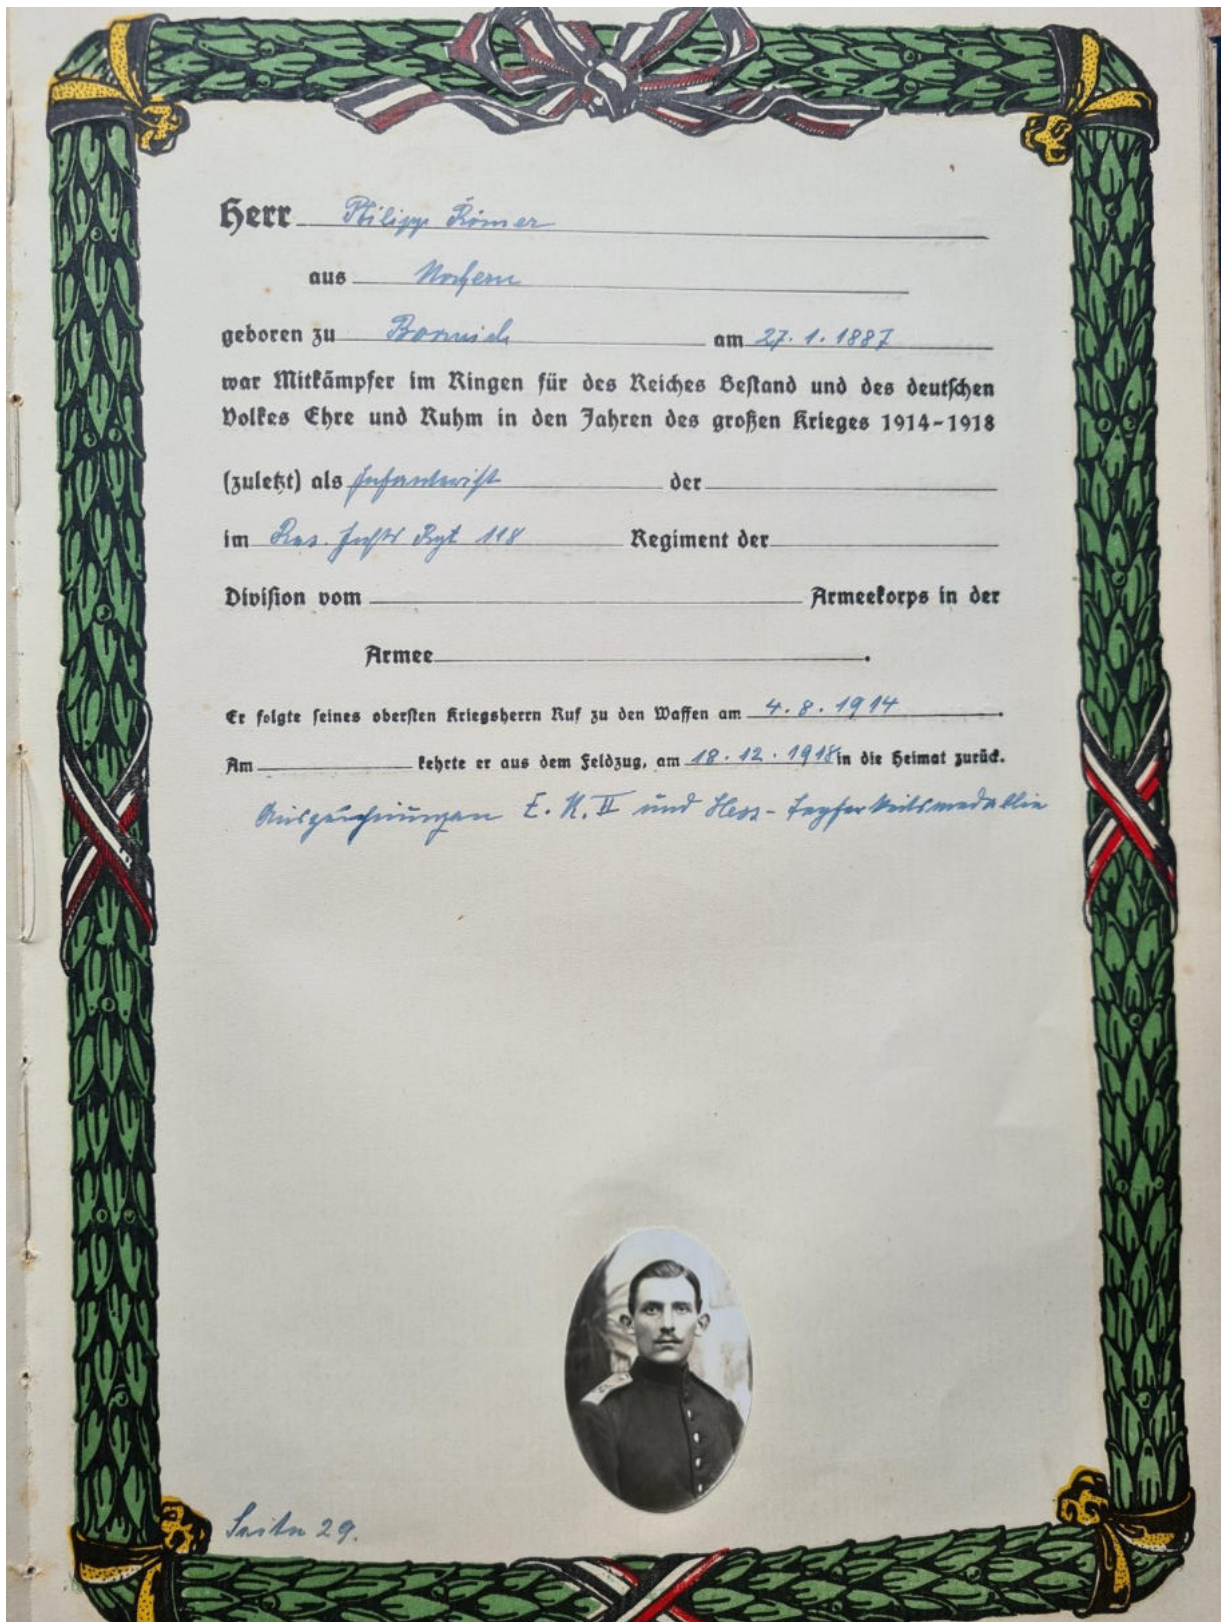 Herr Philipp Römer
aus Nochern
geboren zu Bornich am 27. 1. 1887
war Mitkämpfer im Ringen für des Reiches Bestand und des deutschen
Volkes Ehre und Ruhm in den Jahren des großen Krieges 1914-1918
(zuletzt) als Infanterist der
im Res. Inftr Rgt 118 Regiment der
Division vom Armeekorps in der
Armee .
Er folgte seines obersten Kriegsherrn Ruf zu den Waffen am 4. 8. 1914 .
Am kehrte er aus dem Feldzug, am 18. 12. 1918 in die Heimat zurück.
Auszeichnungen E. K. II und Hess-Tapferkeitsmedallie
Seite 29.